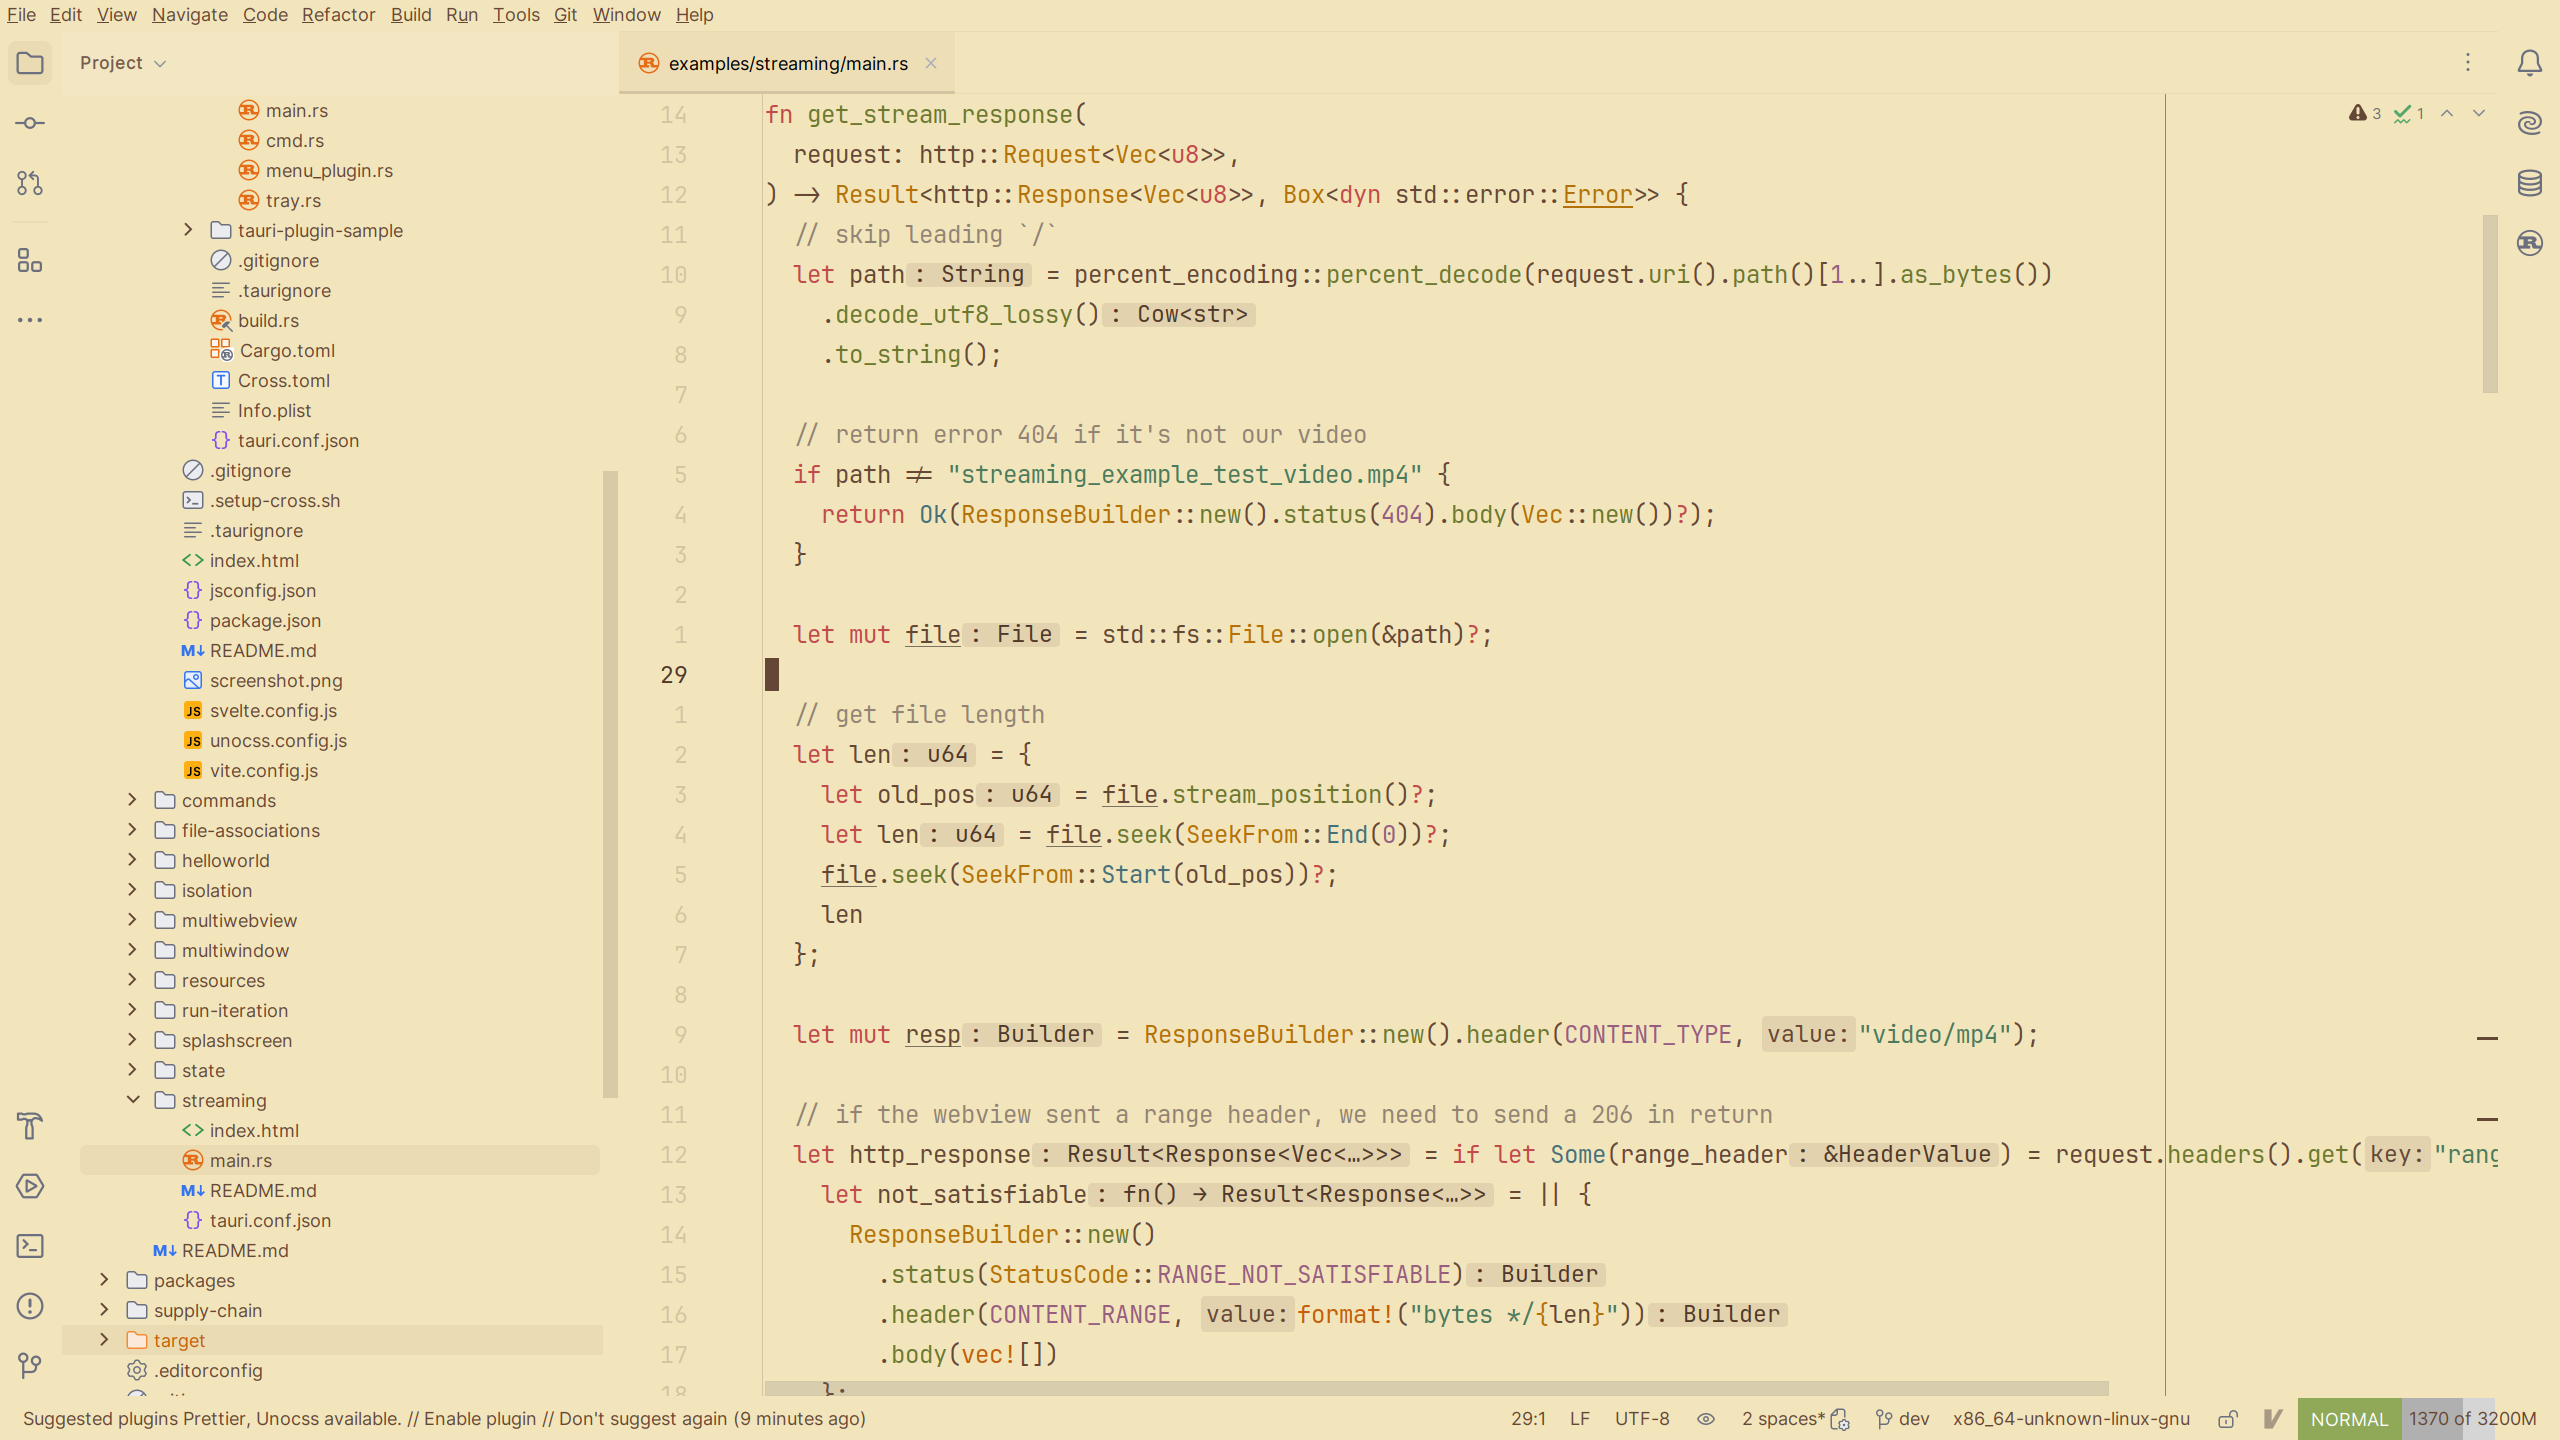 File Edit View Navigate Code Refactor Build Run Tools Git Window Help
Project
examples/streaming/main.rs
main.rs
cmd.rs
menu_plugin.rs
tray.rs
tauri-plugin-sample
.gitignore
.taurignore
build.rs
Cargo.toml
Cross.toml
Info.plist
tauri.conf.json
.gitignore
.setup-cross.sh
.taurignore
index.html
jsconfig.json
package.json
README.md
screenshot.png
svelte.config.js
unocss.config.js
vite.config.js
commands
file-associations
helloworld
isolation
multiwebview
multiwindow
resources
run-iteration
splashscreen
state
streaming
index.html
main.rs
README.md
tauri.conf.json
README.md
packages
supply-chain
target
.editorconfig
3 1
14 fn get_stream_response(
13 request: http::Request<Vec<u8>>,
12 ) -> Result<http::Response<Vec<u8>>, Box<dyn std::error::Error>> {
11 // skip leading `/`
10 let path: String = percent_encoding::percent_decode(request.uri().path()[1..].as_bytes())
9 .decode_utf8_lossy(): Cow<str>
8 .to_string();
7
6 // return error 404 if it's not our video
5 if path != "streaming_example_test_video.mp4" {
4 return Ok(ResponseBuilder::new().status(404).body(Vec::new())?);
3 }
2
1 let mut file: File = std::fs::File::open(&path)?;
29
1 // get file length
2 let len: u64 = {
3 let old_pos: u64 = file.stream_position()?;
4 let len: u64 = file.seek(SeekFrom::End(0))?;
5 file.seek(SeekFrom::Start(old_pos))?;
6 len
7 };
8
9 let mut resp: Builder = ResponseBuilder::new().header(CONTENT_TYPE, value: "video/mp4");
10
11 // if the webview sent a range header, we need to send a 206 in return
12 let http_response: Result<Response<Vec<…>>> = if let Some(range_header: &HeaderValue) = request.headers().get(key: "rang
13 let not_satisfiable: fn() → Result<Response<…>> = || {
14 ResponseBuilder::new()
15 .status(StatusCode::RANGE_NOT_SATISFIABLE): Builder
16 .header(CONTENT_RANGE, value: format!("bytes */{len}")): Builder
17 .body(vec![])
18 };
Suggested plugins Prettier, Unocss available. // Enable plugin // Don't suggest again (9 minutes ago)
29:1 LF UTF-8 2 spaces* dev x86_64-unknown-linux-gnu NORMAL 1370 of 3200M